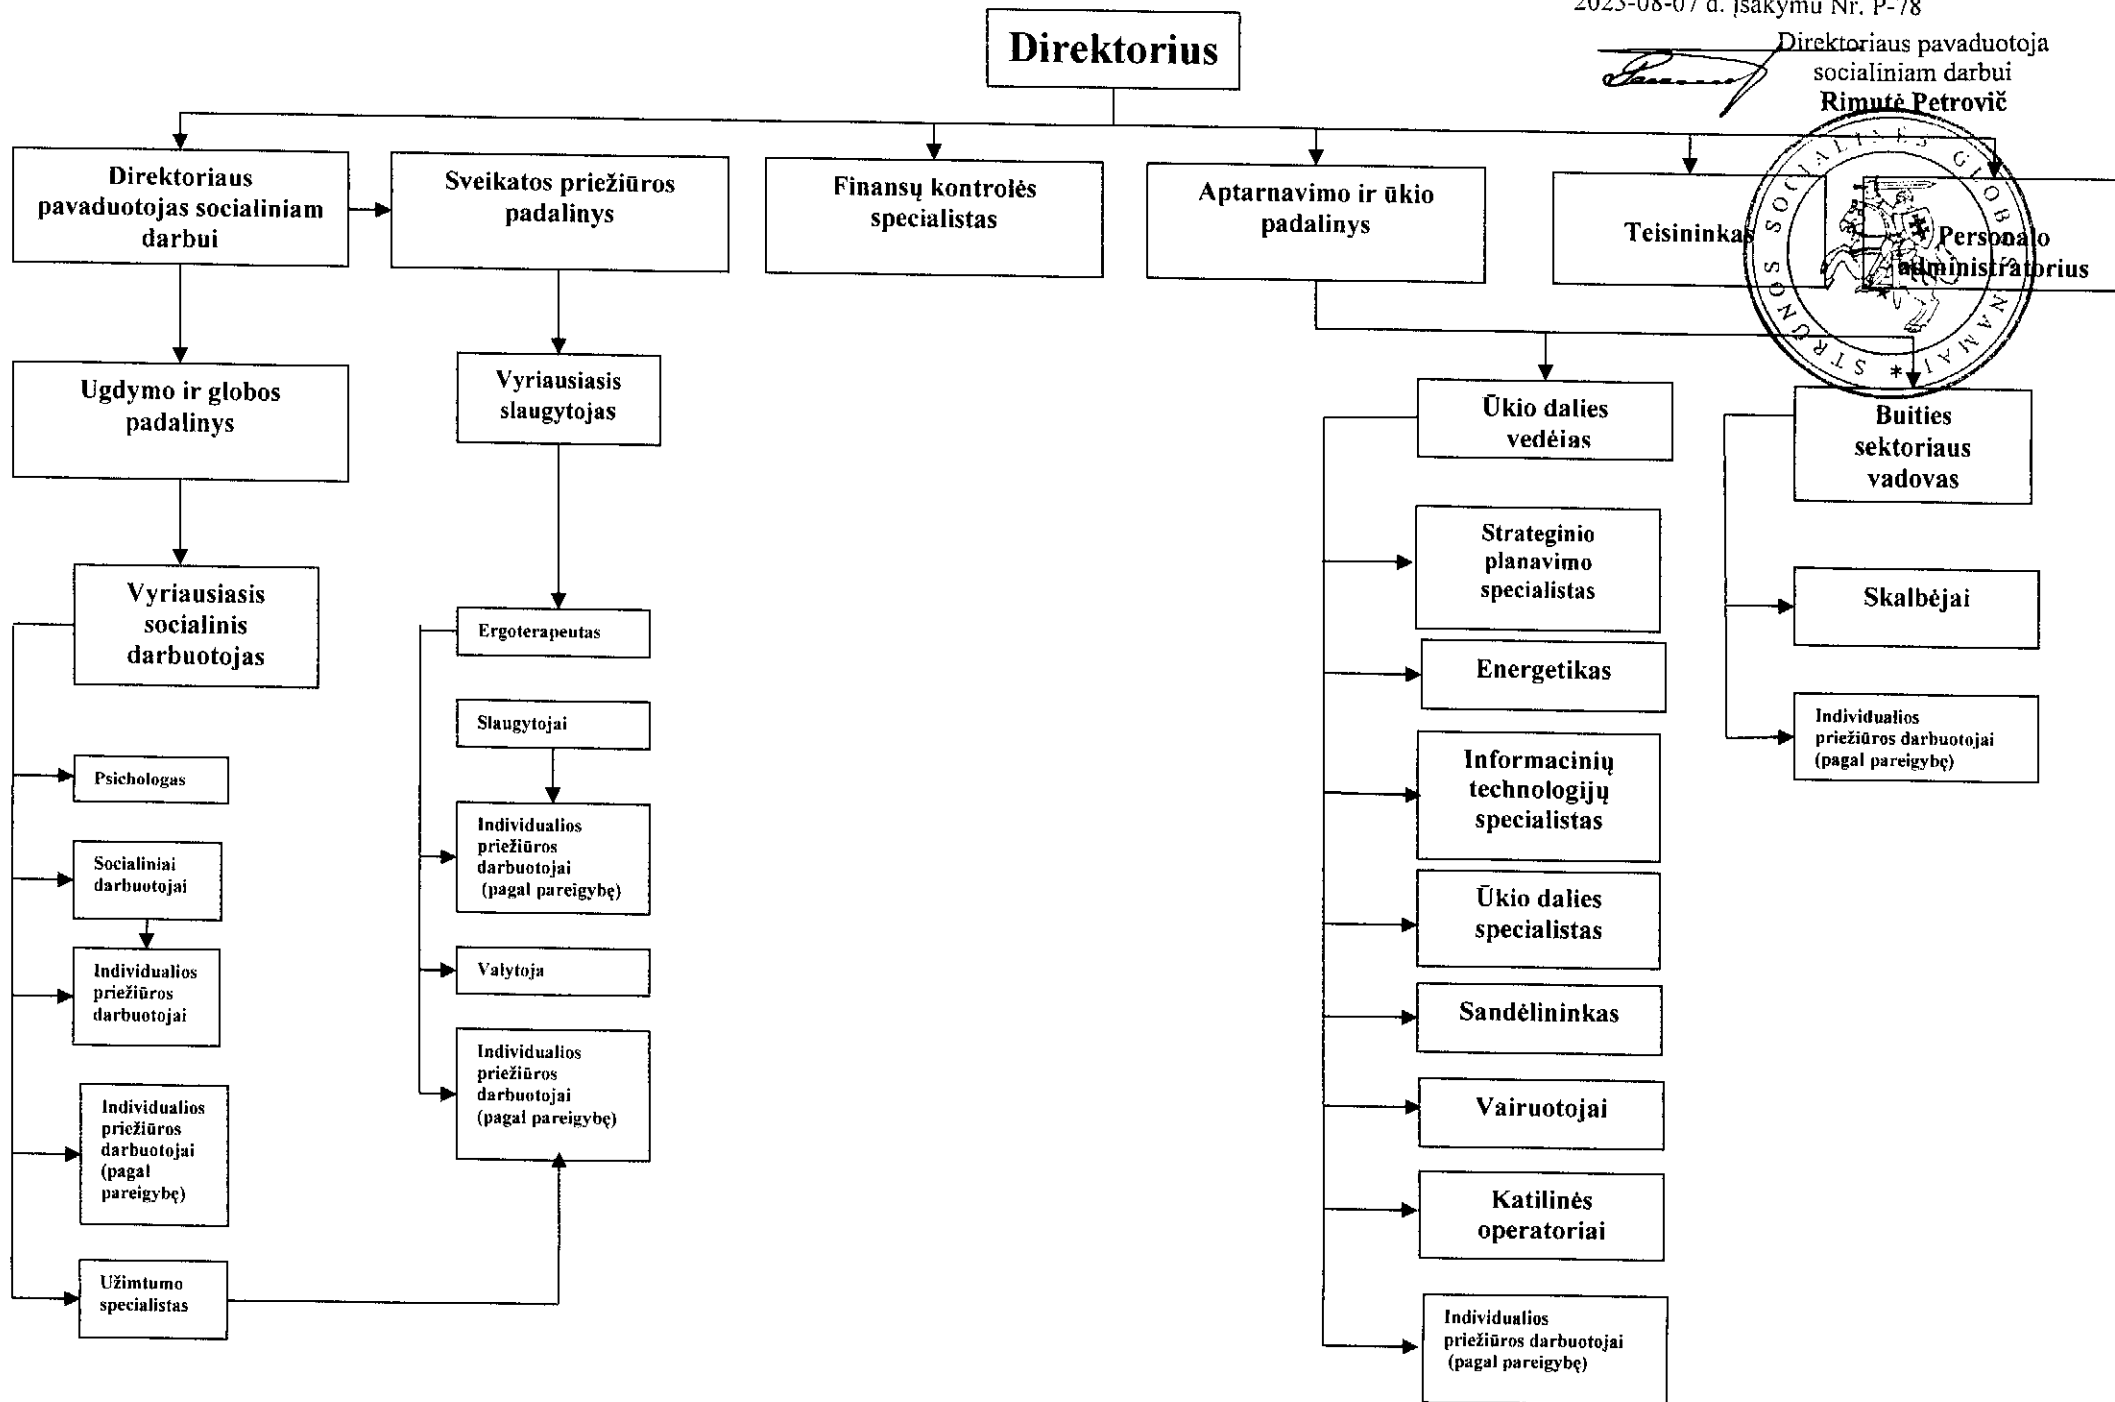 2023-08-07 d. įsakymu Nr. P-78
Direktoriaus pavaduotoja
socialiniam darbui
Rimutė Petrovič
Direktorius
Direktoriaus
pavaduotojas socialiniam
darbui
Sveikatos priežiūros
padalinys
Finansų kontrolės
specialistas
Aptarnavimo ir ūkio
padalinys
Teisininkas
Personalo
administratorius
STRŪNOS SOCIALINĖS GLOBOS NAMAI *
Ugdymo ir globos
padalinys
Vyriausiasis
slaugytojas
Ūkio dalies
vedėias
Buities
sektoriaus
vadovas
Vyriausiasis
socialinis
darbuotojas
Psichologas
Socialiniai
darbuotojai
Individualios
priežiūros
darbuotojai
Individualios
priežiūros
darbuotojai
(pagal
pareigybę)
Užimtumo
specialistas
Ergoterapeutas
Slaugytojai
Individualios
priežiūros
darbuotojai
(pagal pareigybę)
Valytoja
Individualios
priežiūros
darbuotojai
(pagal pareigybę)
Strateginio
planavimo
specialistas
Energetikas
Informacinių
technologijų
specialistas
Ūkio dalies
specialistas
Sandėlininkas
Vairuotojai
Katilinės
operatoriai
Individualios
priežiūros darbuotojai
(pagal pareigybę)
Skalbėjai
Individualios
priežiūros darbuotojai
(pagal pareigybę)